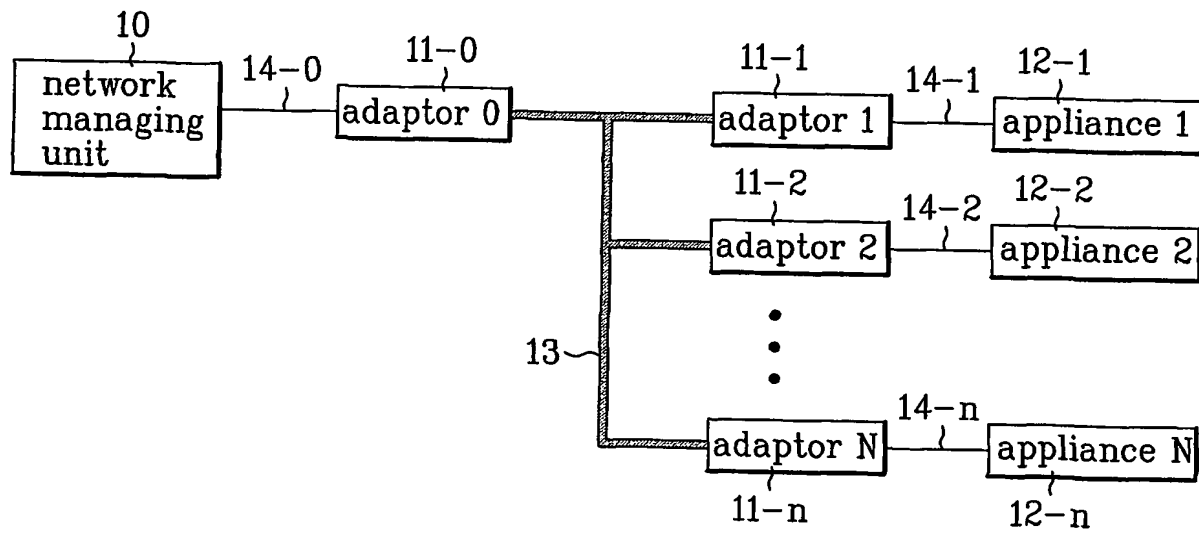 10
network
managing
unit
14-0
11-0
adaptor 0
11-1
adaptor 1
14-1
12-1
appliance 1
11-2
adaptor 2
14-2
12-2
appliance 2
13
adaptor N
11-n
14-n
appliance N
12-n